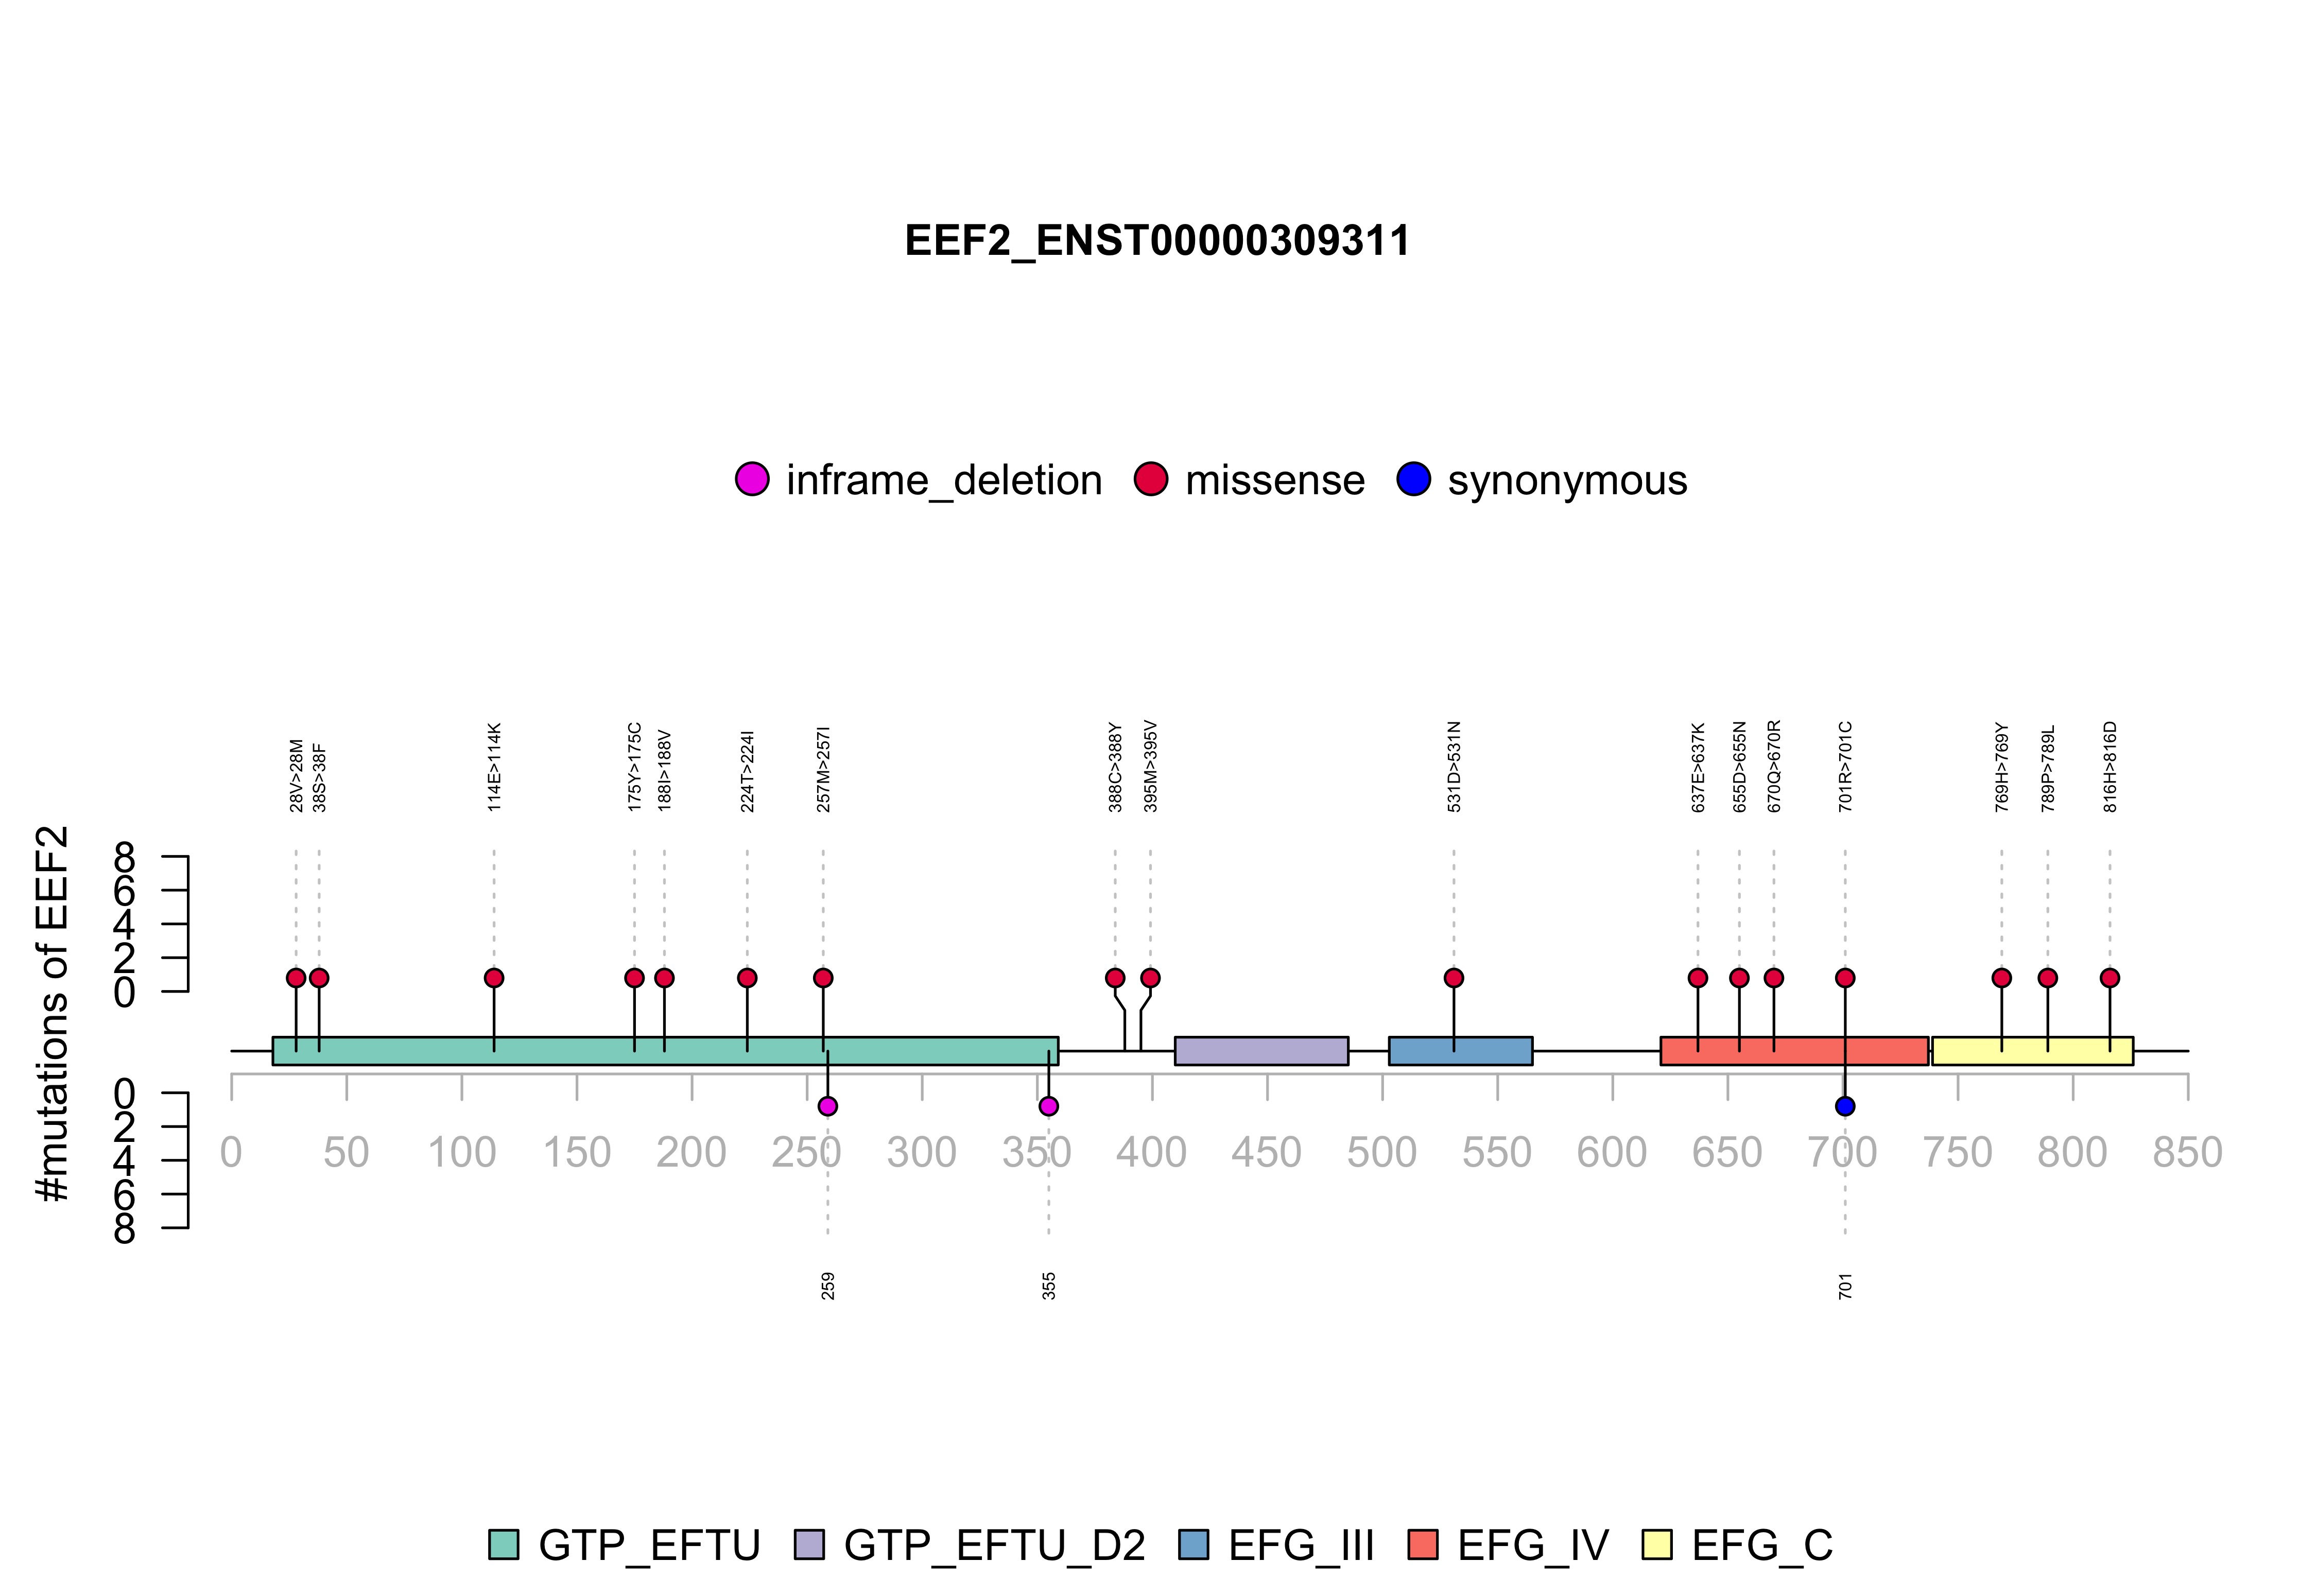 EEF2_ENST00000309311
inframe_deletion missense synonymous
28V>28M 38S>38F 114E>114K 175Y>175C 188I>188V 224T>224I 257M>257I 388C>388Y 395M>395V 531D>531N 637E>637K 655D>655N 670Q>670R 701R>701C 769H>769Y 789P>789L 816H>816D
#mutations of EEF2
8
6
4
2
0
0
2
4
6
8
0 50 100 150 200 250 300 350 400 450 500 550 600 650 700 750 800 850
259 355 701
GTP_EFTU GTP_EFTU_D2 EFG_III EFG_IV EFG_C